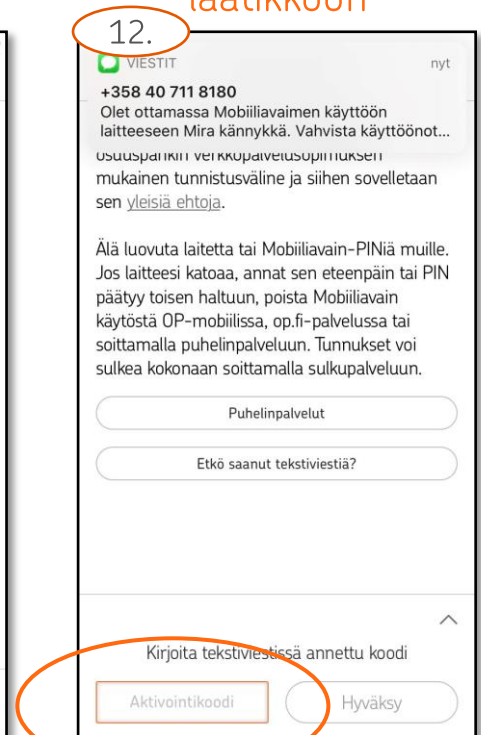 laatikkoon
12.
VIESTIT nyt
+358 40 711 8180
Olet ottamassa Mobiiliavaimen käyttöön
laitteeseen Mira kännykkä. Vahvista käyttöönot...
osuuspankin verkkopalvelusopimuksen
mukainen tunnistusväline ja siihen sovelletaan
sen yleisiä ehtoja.
Älä luovuta laitetta tai Mobiiliavain-PINiä muille.
Jos laitteesi katoaa, annat sen eteenpäin tai PIN
päätyy toisen haltuun, poista Mobiiliavain
käytöstä OP-mobiilissa, op.fi-palvelussa tai
soittamalla puhelinpalveluun. Tunnukset voi
sulkea kokonaan soittamalla sulkupalveluun.
Puhelinpalvelut
Etkö saanut tekstiviestiä?
Kirjoita tekstiviestissä annettu koodi
Aktivointikoodi
Hyväksy